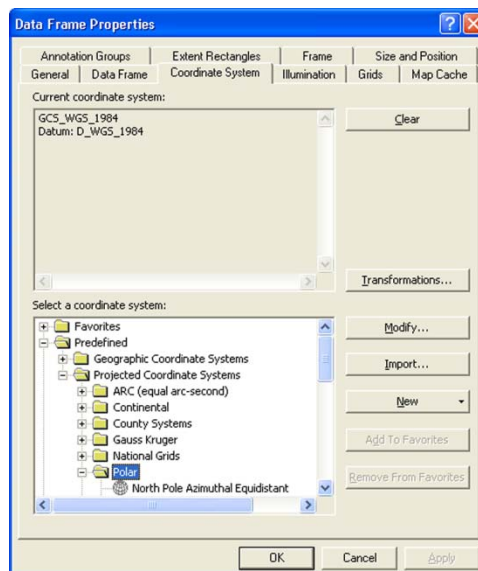 Data Frame Properties
Annotation Groups Extent Rectangles Frame Size and Position
General Data Frame Coordinate System Illumination Grids Map Cache
Current coordinate system:
GCS_WGS_1984
Datum: D_WGS_1984
Clear
Transformations...
Select a coordinate system:
Favorites
Predefined
Geographic Coordinate Systems
Projected Coordinate Systems
ARC (equal arc-second)
Continental
County Systems
Gauss Kruger
National Grids
Polar
North Pole Azimuthal Equidistant
Modify...
Import...
New
Add To Favorites
Remove From Favorites
OK Cancel Apply